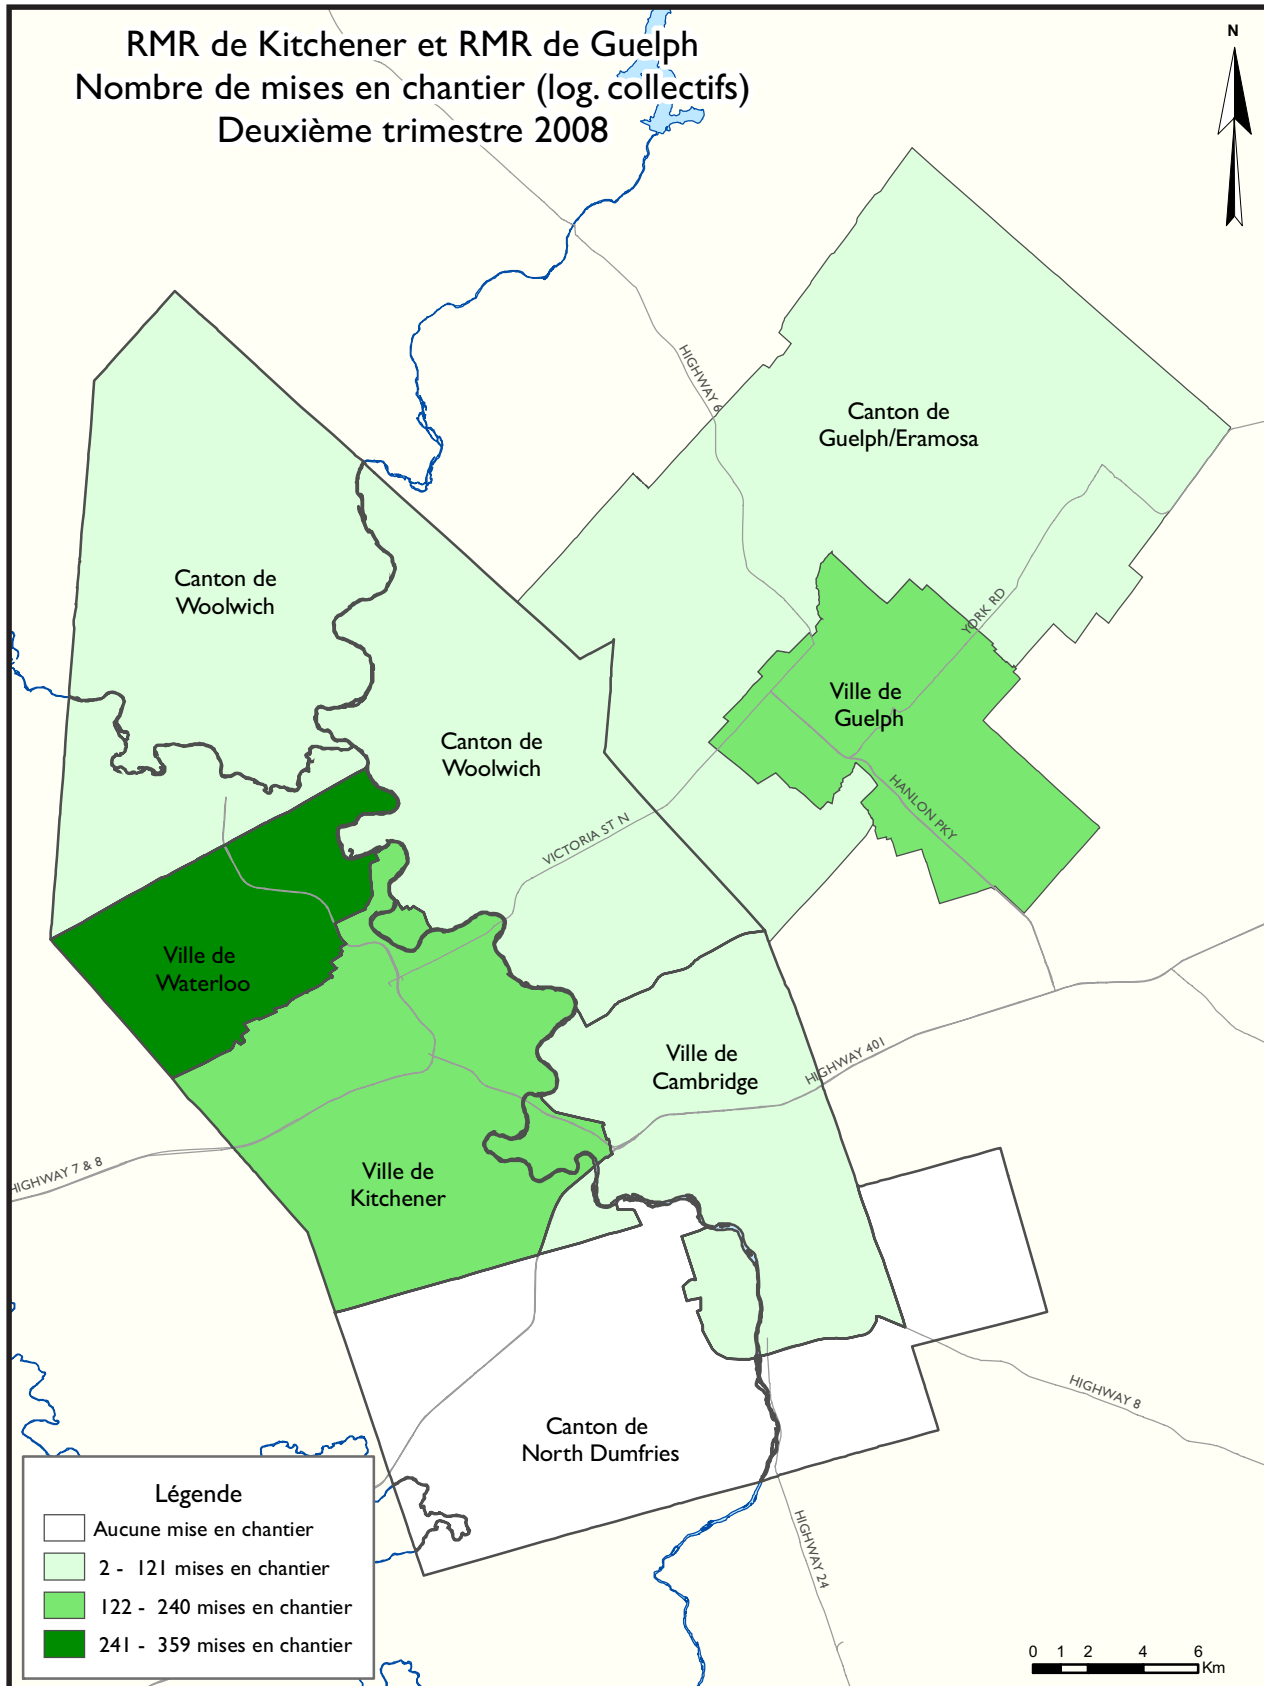 RMR de Kitchener et RMR de Guelph
Nombre de mises en chantier (log. collectifs)
Deuxième trimestre 2008
N
HIGHWAY 6
Canton de
Guelph/Eramosa
Canton de
Woolwich
YORK RD
Ville de
Guelph
Canton de
Woolwich
HANLON PKY
VICTORIA ST N
Ville de
Waterloo
Ville de
Cambridge
HIGHWAY 401
HIGHWAY 7 & 8
Ville de
Kitchener
HIGHWAY 8
Canton de
North Dumfries
HIGHWAY 24
Légende
Aucune mise en chantier
2 - 121 mises en chantier
122 - 240 mises en chantier
241 - 359 mises en chantier
0 1 2 4 6
Km